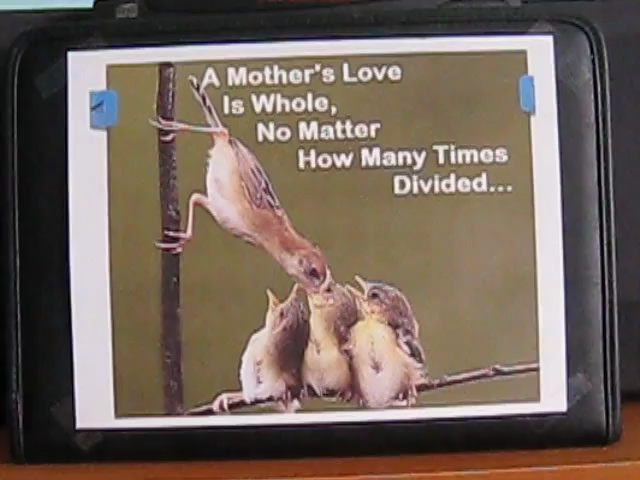 A Mother's Love
Is Whole,
No Matter
How Many Times
Divided...